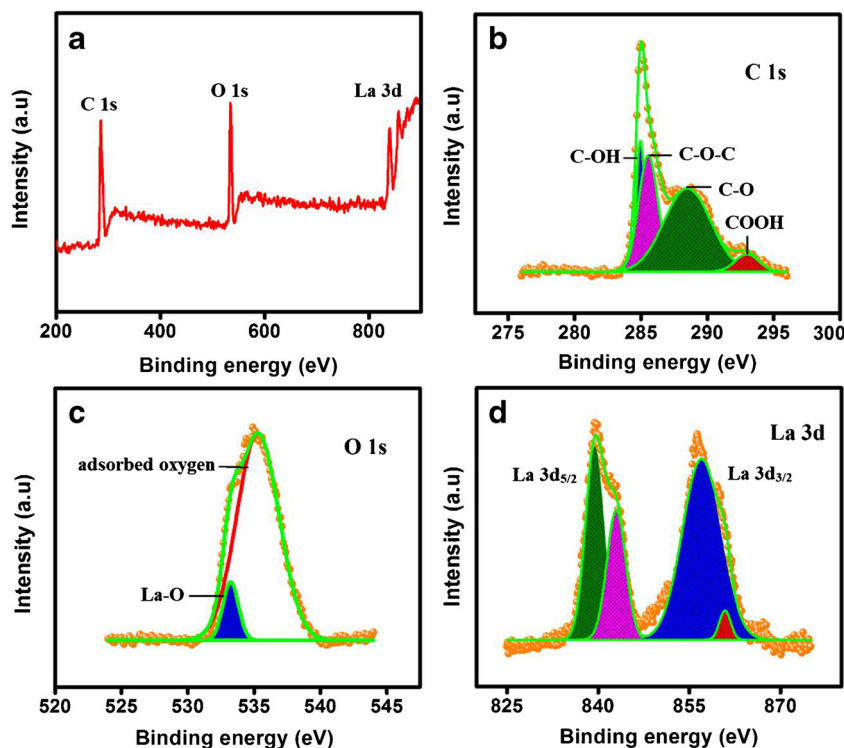 a
C 1s
O 1s
La 3d
Intensity (a.u)
200 400 600 800
Binding energy (eV)
b
C 1s
C-OH
C-O-C
C-O
COOH
Intensity (a.u)
275 280 285 290 295 300
Binding energy (eV)
c
O 1s
adsorbed oxygen
La-O
Intensity (a.u)
520 525 530 535 540 545
Binding energy (eV)
d
La 3d
La 3d5/2
La 3d3/2
Intensity (a.u)
825 840 855 870
Binding energy (eV)